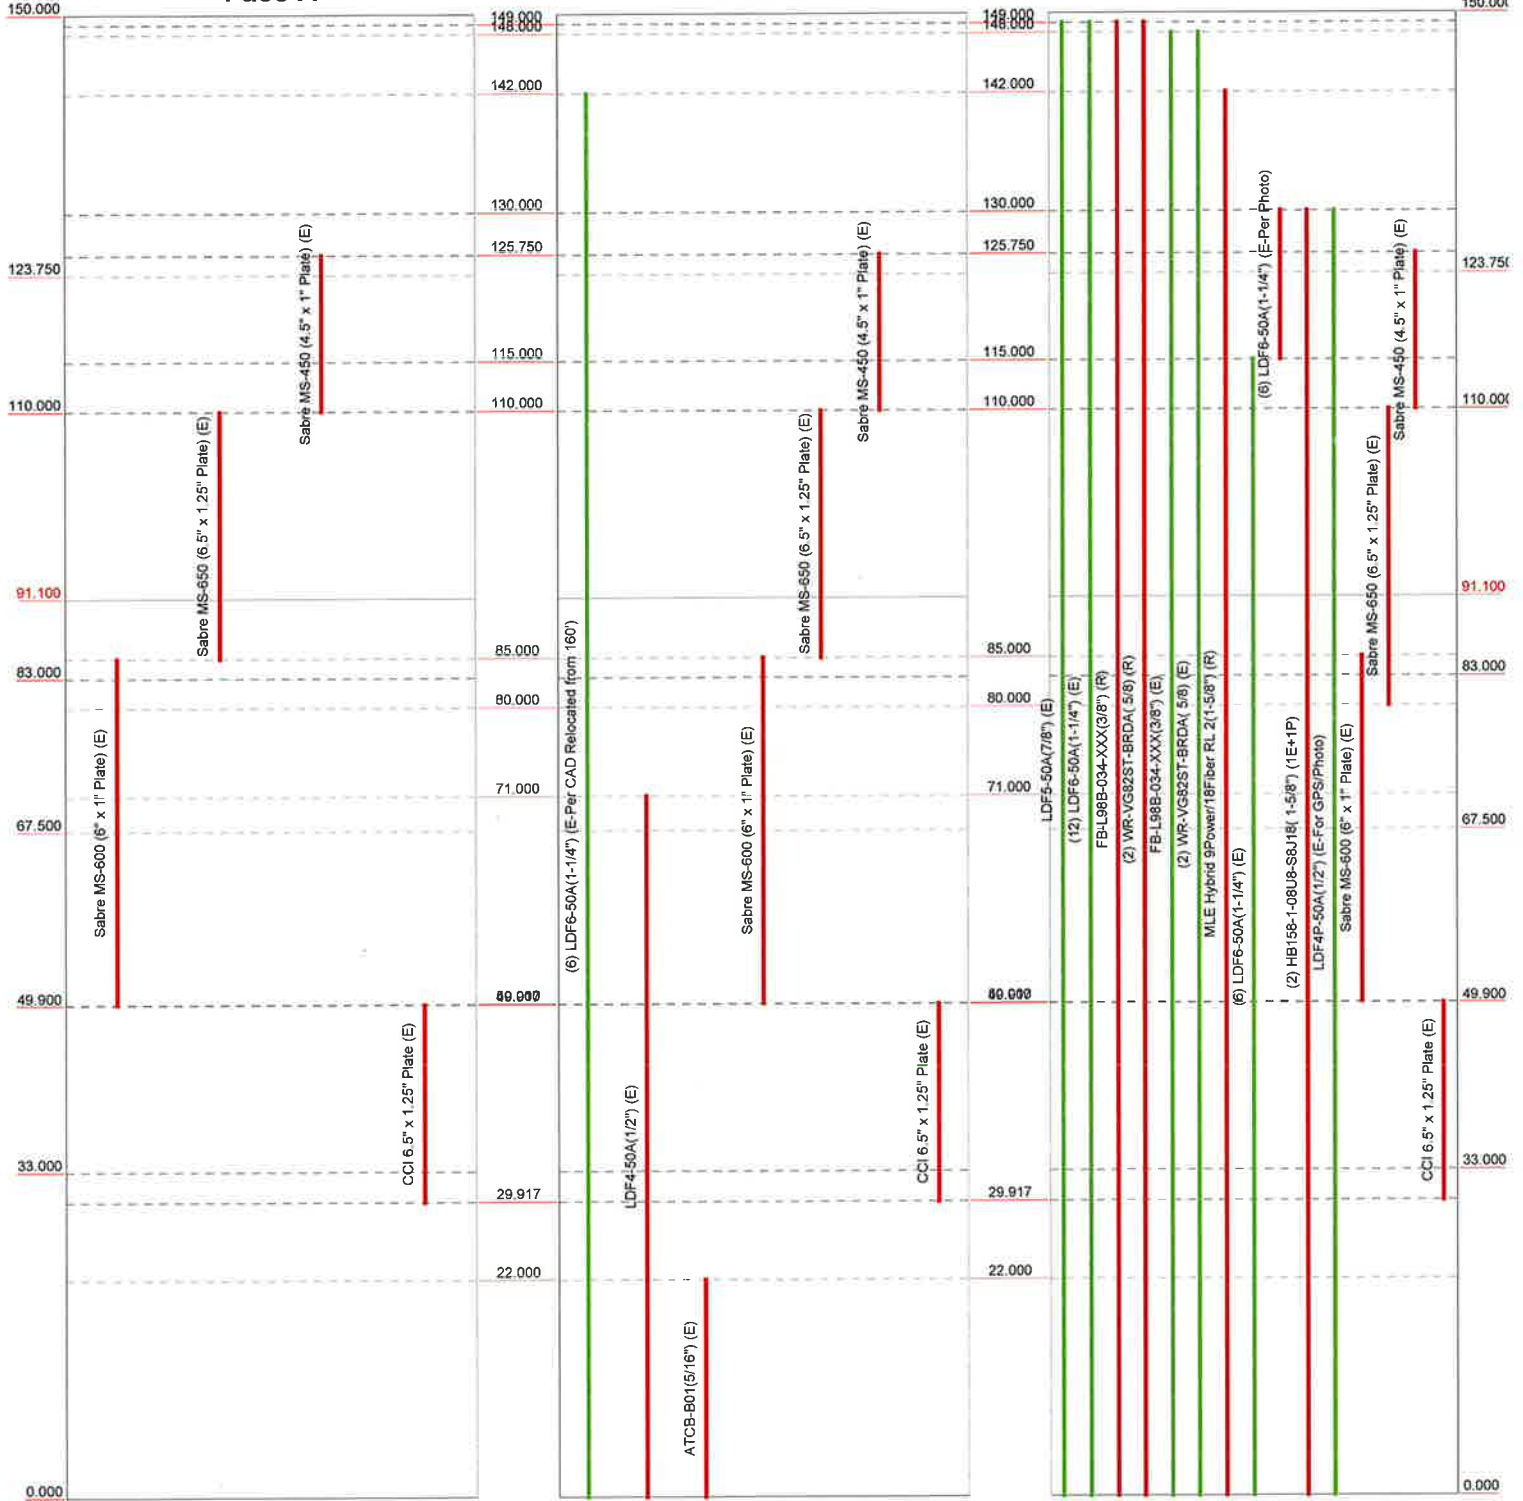 150.000
123.750
110.000
91.100
83.000
67.500
49.900
33.000
0.000
Sabre MS-600 (6" x 1" Plate) (E)
Sabre MS-650 (6.5" x 1.25" Plate) (E)
Sabre MS-450 (4.5" x 1" Plate) (E)
CCI 6.5" x 1.25" Plate (E)
149.000
148.000
142.000
130.000
125.750
115.000
110.000
85.000
80.000
71.000
29.917
22.000
(6) LDF6-50A(1-1/4") (E-Per CAD Relocated from 160')
LDF4-50A(1/2") (E)
ATCB-B01(5/16") (E)
Sabre MS-600 (6" x 1" Plate) (E)
Sabre MS-650 (6.5" x 1.25" Plate) (E)
Sabre MS-450 (4.5" x 1" Plate) (E)
CCI 6.5" x 1.25" Plate (E)
149.000
148.000
142.000
130.000
125.750
115.000
110.000
85.000
80.000
71.000
29.917
22.000
LDF5-50A(7/8") (E)
(12) LDF6-50A(1-1/4") (E)
FB-L98B-034-XXX(3/8") (R)
(2) WR-VG82ST-BRDA( 5/8) (R)
FB-L98B-034-XXX(3/8") (E)
(2) WR-VG82ST-BRDA( 5/8) (E)
MLE Hybrid 9Power/18Fiber RL 2(1-5/8") (R)
(6) LDF6-50A(1-1/4") (E)
(6) LDF6-50A(1-1/4") (E-Per Photo)
(2) HB158-1-08U8-S8J18( 1-5/8") (1E+1P)
LDF4P-50A(1/2") (E-For GPS/Photo)
Sabre MS-600 (6" x 1" Plate) (E)
Sabre MS-650 (6.5" x 1.25" Plate) (E)
Sabre MS-450 (4.5" x 1" Plate) (E)
CCI 6.5" x 1.25" Plate (E)
150.000
123.750
110.000
91.100
83.000
67.500
49.900
33.000
0.000